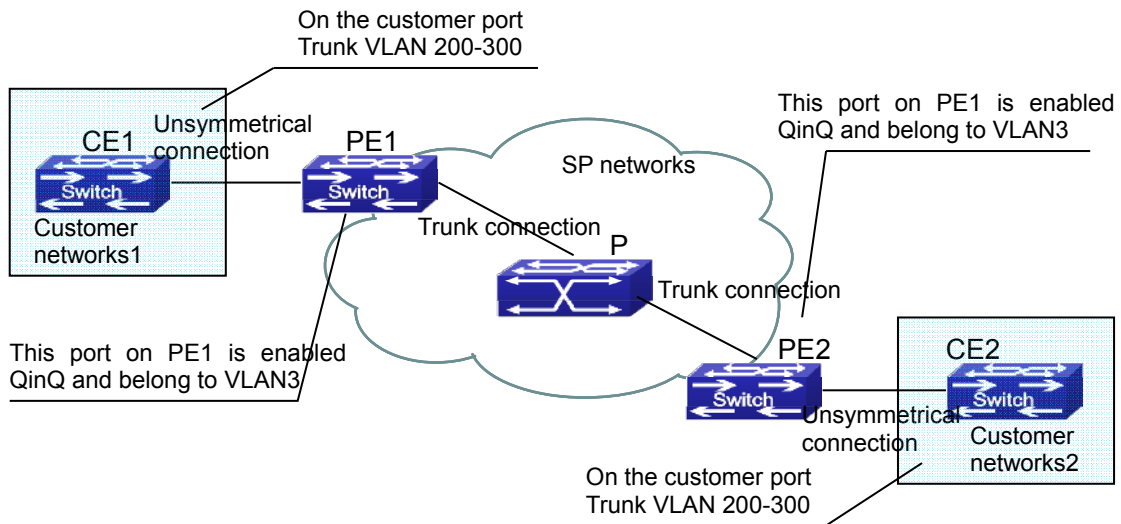 On the customer port
Trunk VLAN 200-300
Unsymmetrical
connection
CE1
Switch
Customer
networks1
PE1
Switch
SP networks
This port on PE1 is enabled
QinQ and belong to VLAN3
Trunk connection
P
Trunk connection
This port on PE1 is enabled
QinQ and belong to VLAN3
PE2
Switch
CE2
Switch
Unsymmetrical
connection
Customer
networks2
On the customer port
Trunk VLAN 200-300